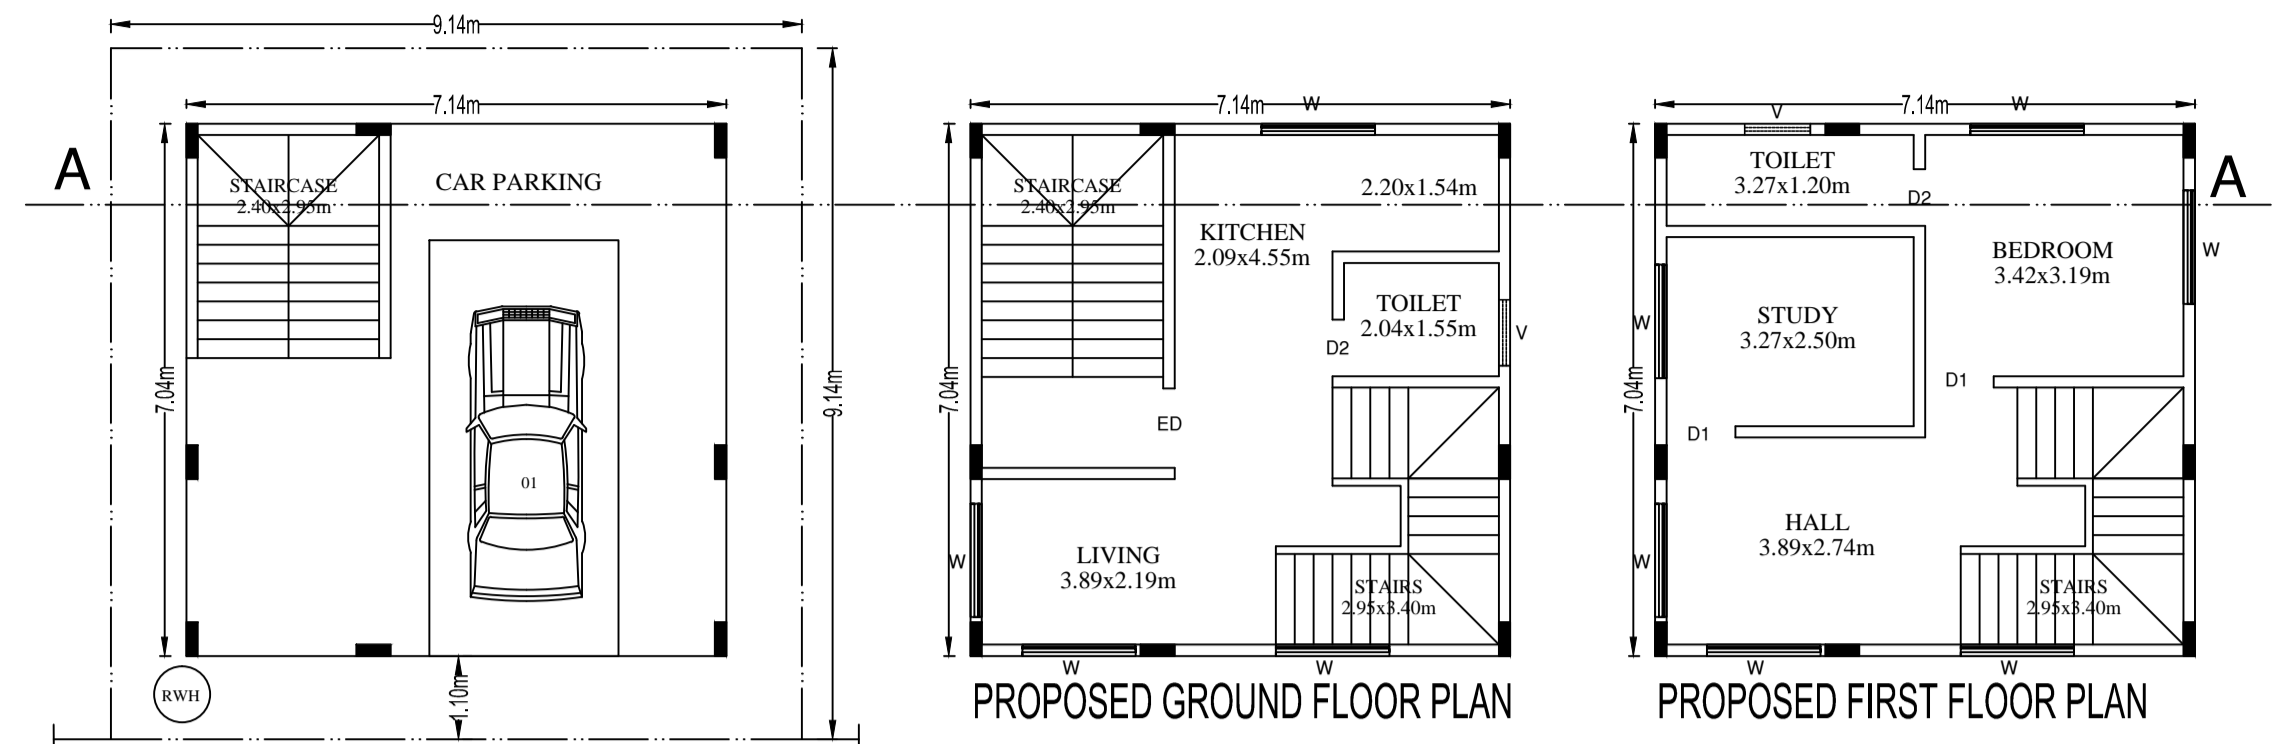 9.14m
7.14m
A
STAIRCASE
2.40x2.95m
CAR PARKING
7.04m
9.14m
01
RWH
1.10m
7.14m
W
STAIRCASE
2.40x2.95m
2.20x1.54m
KITCHEN
2.09x4.55m
TOILET
2.04x1.55m
V
D2
7.04m
ED
LIVING
3.89x2.19m
W
STAIRS
2.95x3.40m
W
W
PROPOSED GROUND FLOOR PLAN
7.14m
V
W
TOILET
3.27x1.20m
D2
A
BEDROOM
3.42x3.19m
W
STUDY
3.27x2.50m
W
7.04m
D1
D1
HALL
3.89x2.74m
W
STAIRS
2.95x3.40m
W
W
PROPOSED FIRST FLOOR PLAN